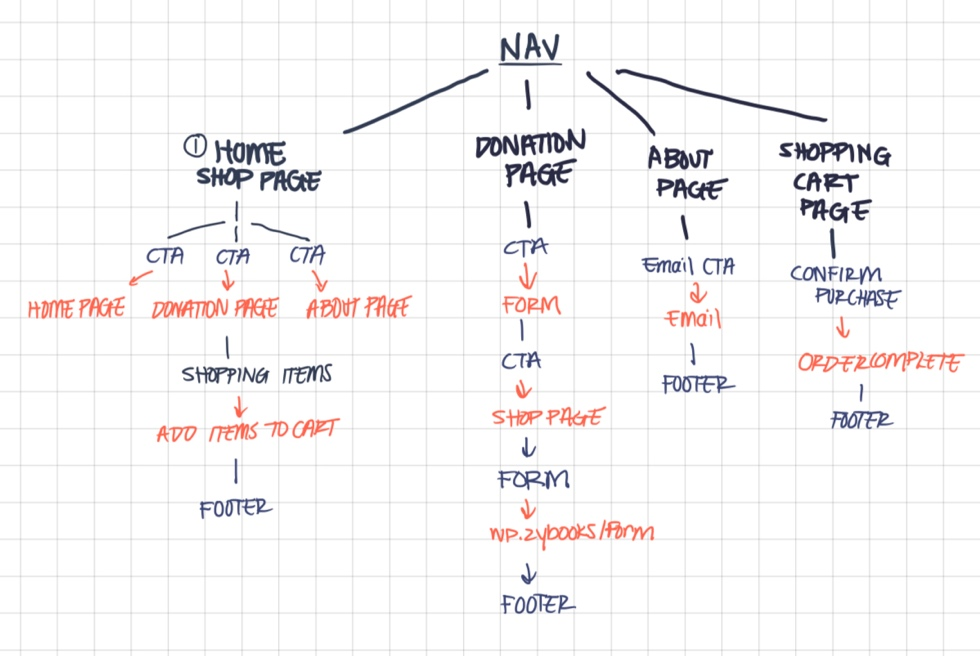 NAV
① HOME
SHOP PAGE
CTA
CTA
CTA
HOME PAGE
DONATION PAGE
ABOUT PAGE
SHOPPING ITEMS
ADD ITEMS TO CART
FOOTER
DONATION
PAGE
CTA
FORM
CTA
SHOP PAGE
FORM
WP.zybooks/form
FOOTER
ABOUT
PAGE
Email CTA
Email
FOOTER
SHOPPING
CART
PAGE
CONFIRM
PURCHASE
ORDER COMPLETE
FOOTER